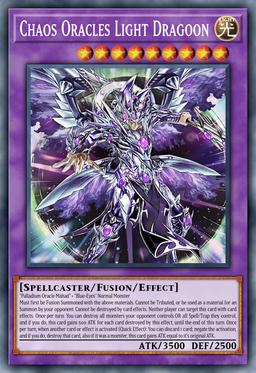 CHAOS ORACLES LIGHT DRAGOON
LIGHT
光
[SPELLCASTER/FUSION/EFFECT]
"Palladium Oracle Mahad" + "Blue-Eyes" Normal Monster
Must first be Fusion Summoned with the above materials. Cannot be Tributed, or be used as a material for an
Summon by your opponent. Cannot be destroyed by card effects. Neither player can target this card with card
effects. Once per turn: You can destroy all monsters your opponent controls OR all Spell/Trap they control,
and if you do, this card gains 500 ATK for each card destroyed by this effect, until the end of this turn. Once
per turn, when another card or effect is activated (Quick Effect): You can discard 1 card; negate the activation,
and if you do, destroy that card, also if it was a monster, this card gains ATK equal to it's original ATK.
ATK/3500 DEF/2500